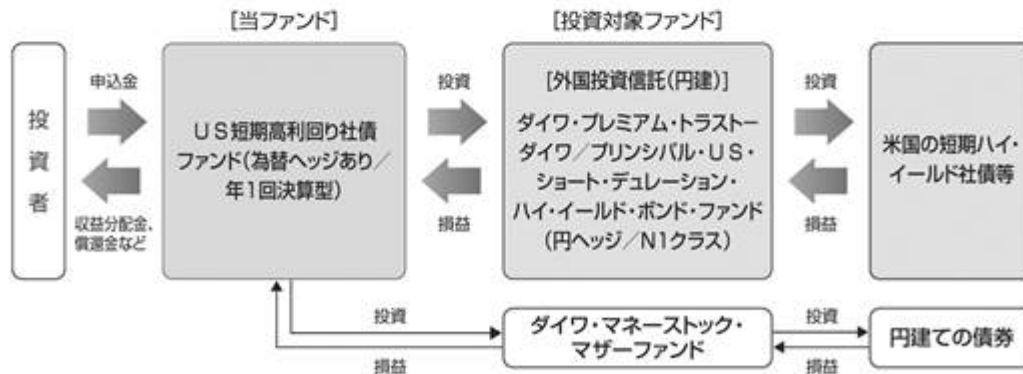 [当ファンド]
[投資対象ファンド]
投資者
申込金
収益分配金、
償還金など
US短期高利回り社債
ファンド(為替ヘッジあり/
年1回決算型)
投資
損益
[外国投資信託(円建)]
ダイワ・プレミアム・トラストー
ダイワ/プリンシパル・US・
ショート・デュレーション・
ハイ・イールド・ボンド・ファンド
(円ヘッジ/N1クラス)
投資
損益
米国の短期ハイ・
イールド社債等
投資
損益
ダイワ・マネーストック・
マザーファンド
投資
損益
円建ての債券